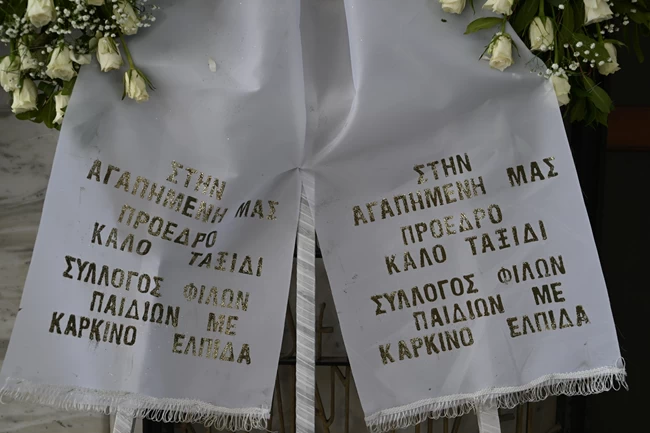 ΣΤΗΝ
ΑΓΑΠΗΜΕΝΗ ΜΑΣ
ΠΡΟΕΔΡΟ
ΚΑΛΟ ΤΑΞΙΔΙ
ΣΥΛΛΟΓΟΣ ΦΙΛΩΝ
ΠΑΙΔΙΩΝ ΜΕ
ΚΑΡΚΙΝΟ ΕΛΠΙΔΑ
ΣΤΗΝ
ΑΓΑΠΗΜΕΝΗ ΜΑΣ
ΠΡΟΕΔΡΟ
ΚΑΛΟ ΤΑΞΙΔΙ
ΣΥΛΛΟΓΟΣ ΦΙΛΩΝ
ΠΑΙΔΙΩΝ ΜΕ
ΚΑΡΚΙΝΟ ΕΛΠΙΔΑ